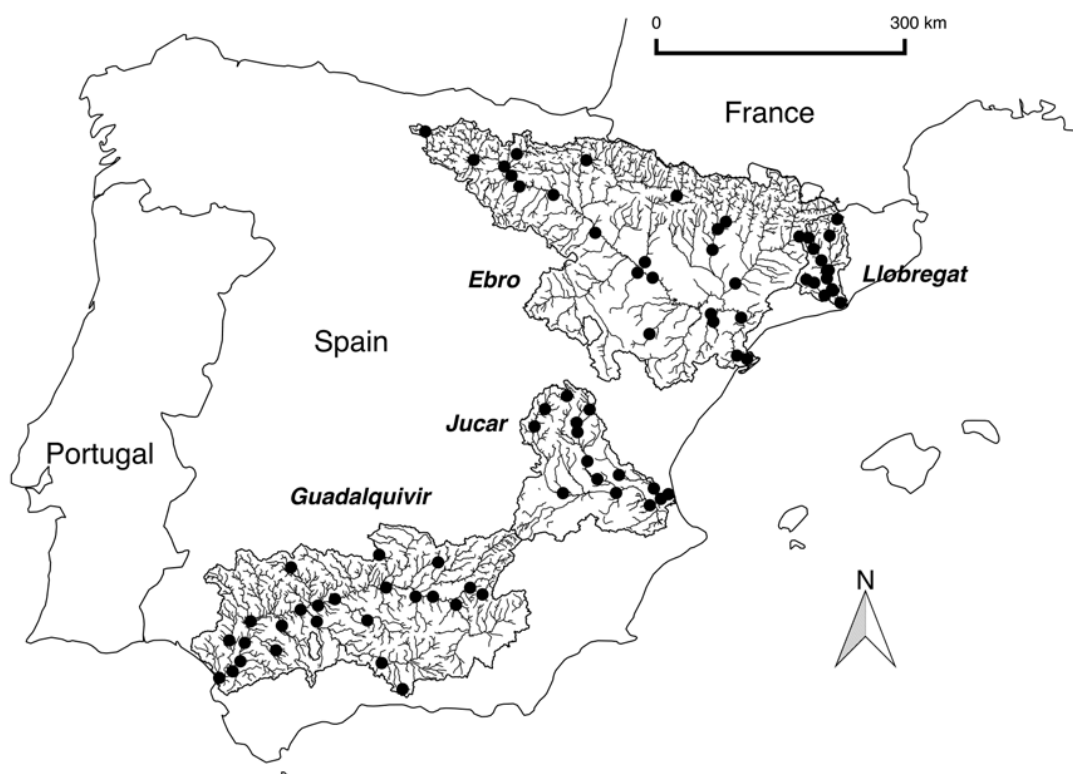 0 300 km
France
Ebro
Llobregat
Spain
Jucar
Portugal
Guadalquivir
N